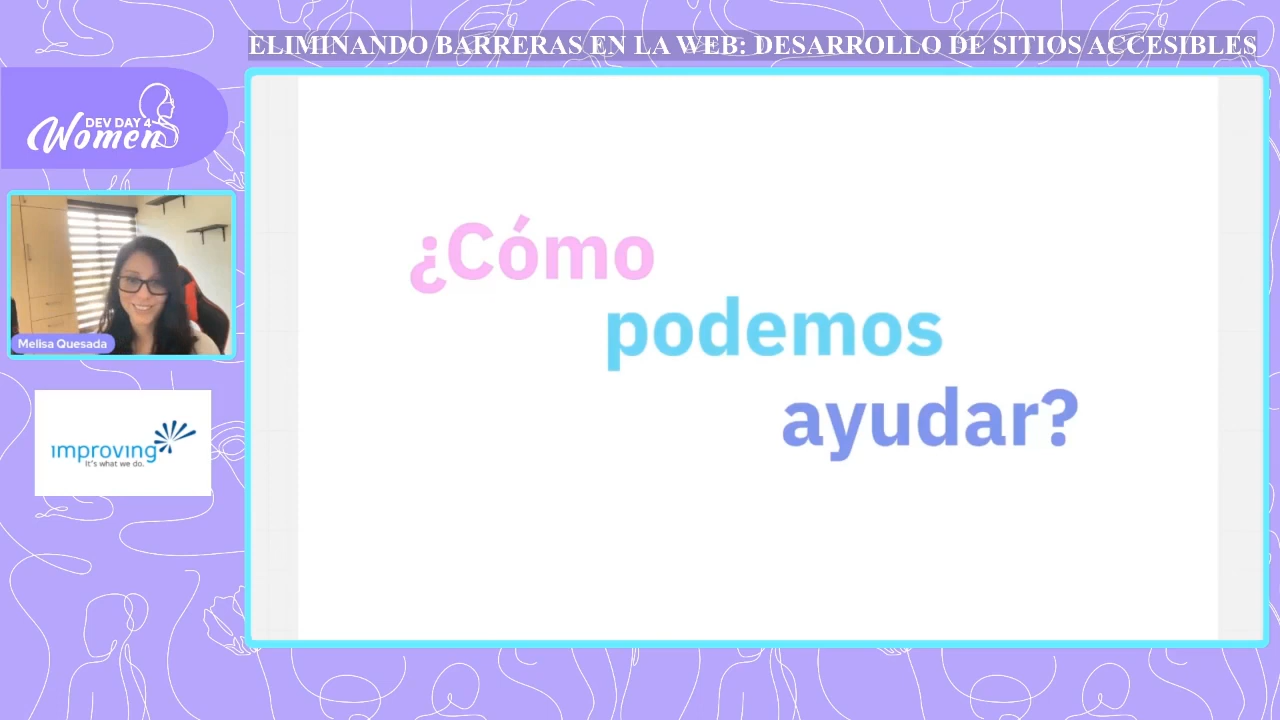 ELIMINANDO BARRERAS EN LA WEB: DESARROLLO DE SITIOS ACCESIBLES
DEV DAY 4
Women
Melisa Quesada
improving
It's what we do.
¿Cómo
podemos
ayudar?